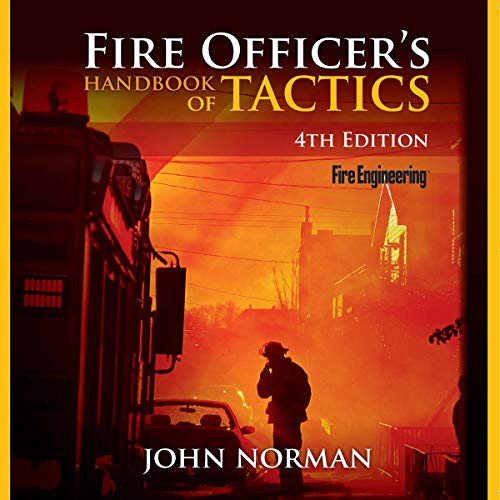 FIRE OFFICER'S
HANDBOOK
OF TACTICS
4TH EDITION
Fire Engineering
JOHN NORMAN